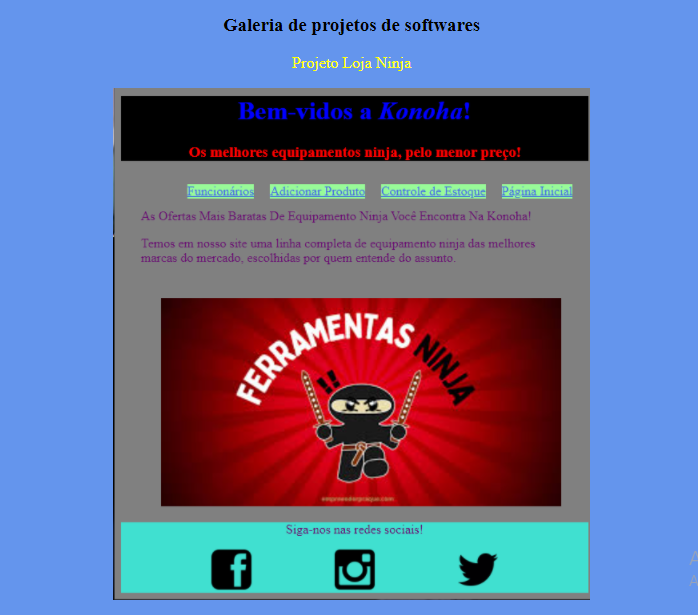 Galeria de projetos de softwares
Projeto Loja Ninja
Bem-vidos a Konoha!
Os melhores equipamentos ninja, pelo menor preço!
Funcionários Adicionar Produto Controle de Estoque Página Inicial
As Ofertas Mais Baratas De Equipamento Ninja Você Encontra Na Konoha!
Temos em nosso site uma linha completa de equipamento ninja das melhores
marcas do mercado, escolhidas por quem entende do assunto.
FERRAMENTAS NINJA
!!
Siga-nos nas redes sociais!